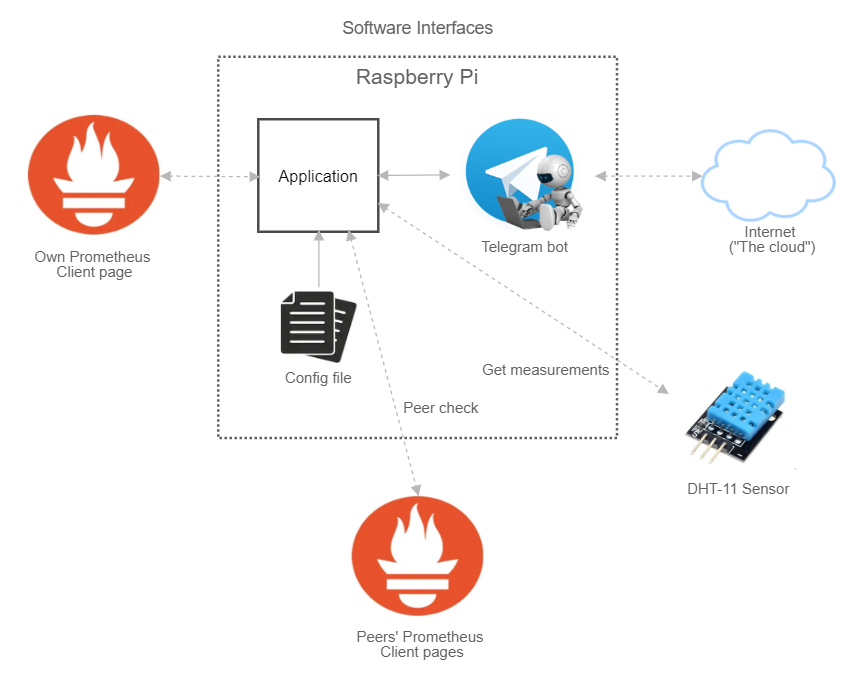 Software Interfaces
Raspberry Pi
Application
Own Prometheus
Client page
Telegram bot
Internet
("The cloud")
Config file
Get measurements
Peer check
DHT-11 Sensor
Peers' Prometheus
Client pages